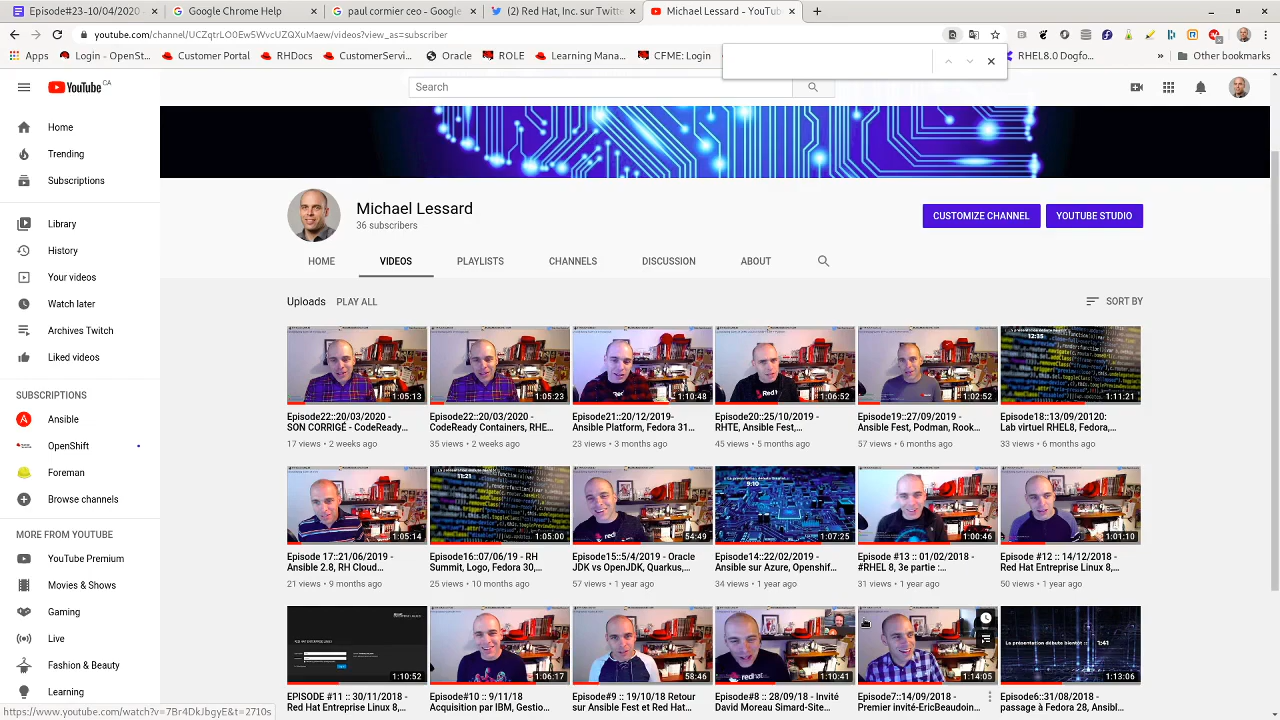 Episode#23-10/04/2020
Google Chrome Help
paul cormier ceo - Google
(1) Red Hat, Inc. sur Twitte
Michael Lessard - YouTu
youtube.com/channel/UCZqtrLO0Ew5WvcUZQXuMaew/videos?view_as=subscriber
Apps
Login - OpenSt...
Customer Portal
RHDocs
Oracle
ROLE
Learning Mana...
CFME: LOGIN
RHEL8.0 Dogfo...
Other bookmarks
YouTube CA
Search
Home
Trending
Subscriptions
Library
History
Your videos
Watch later
Archives Twitch
Liked videos
SUBSCRIPTIONS
Ansible
OpenShift
Foreman
Browse channels
MORE FROM YOUTUBE
YouTube Premium
Movies & Shows
Gaming
Live
Fashion & Beauty
Learning
Michael Lessard
36 subscribers
CUSTOMIZE CHANNEL
YOUTUBE STUDIO
HOME
VIDEOS
PLAYLISTS
CHANNELS
DISCUSSION
ABOUT
Uploads
PLAY ALL
SORT BY
1:05:13
1:05:23
1:10:48
1:06:52
1:02:52
12:35
1:11:21
SON CORRIGÉ - CodeReady...
17 views • 2 weeks ago
Episode22::20/03/2020 -
CodeReady Containers, RHE...
35 views • 2 weeks ago
Episode21::20/12/2019-
Ansible Platform, Fedora 31...
23 views • 3 months ago
Episode20:25/10/2019 -
RHTE, Ansible Fest,...
45 views • 5 months ago
Episode19::27/09/2019 -
Ansible Fest, Podman, Rook...
57 views • 6 months ago
Episode18::13/09/20120:
Lab virtuel RHEL8, Fedora,...
33 views • 6 months ago
1:05:14
11:21
1:05:00
54:49
9:10
1:07:25
1:00:46
1:01:10
Episode 17::21/06/2019 -
Ansible 2.8, RH Cloud...
21 views • 9 months ago
Episode16::07/06/19 - RH
Summit, Logo, Fedora 30,...
25 views • 10 months ago
Episode15::5/4/2019 - Oracle
JDK vs OpenJDK, Quarkus,...
57 views • 1 year ago
Episode14::22/02/2019 -
Ansible sur Azure, Openshif...
34 views • 1 year ago
Episode #13 :: 01/02/2018 -
#RHEL 8, 3e partie :...
31 views • 1 year ago
Episode #12 :: 14/12/2018 -
Red Hat Entreprise Linux 8,...
50 views • 1 year ago
1:10:52
1:06:17
58:46
1:10:41
1:14:05
La présentation débute bientôt :: 1:41
1:13:06
EPISODE #11 :: 30/11/2018 -
Red Hat Enterprise Linux 8,...
Episode#10 :: 9/11/18
Acquisition par IBM, Gestio...
Episode#9 :: 19/10/18 Retour
sur Ansible Fest et Red Hat...
Episode#8 :: 28/09/18 - Invité
David Moreau Simard-Site...
Episode7::14/09/2018 -
Premier invité-EricBeaudoin...
Episode6::31/08/2018 -
passage à Fedora 28, Ansibl...
https://www.youtube.com/watch?v=7Br4DkJbgyE&t=2710s